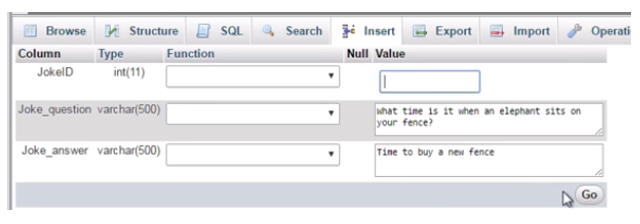 Browse Structure SQL Search Insert Export Import Operati
Column Type Function Null Value
JokeID int(11)
Joke_question varchar(500) What time is it when an elephant sits on
your fence?
Joke_answer varchar(500) Time to buy a new fence
Go